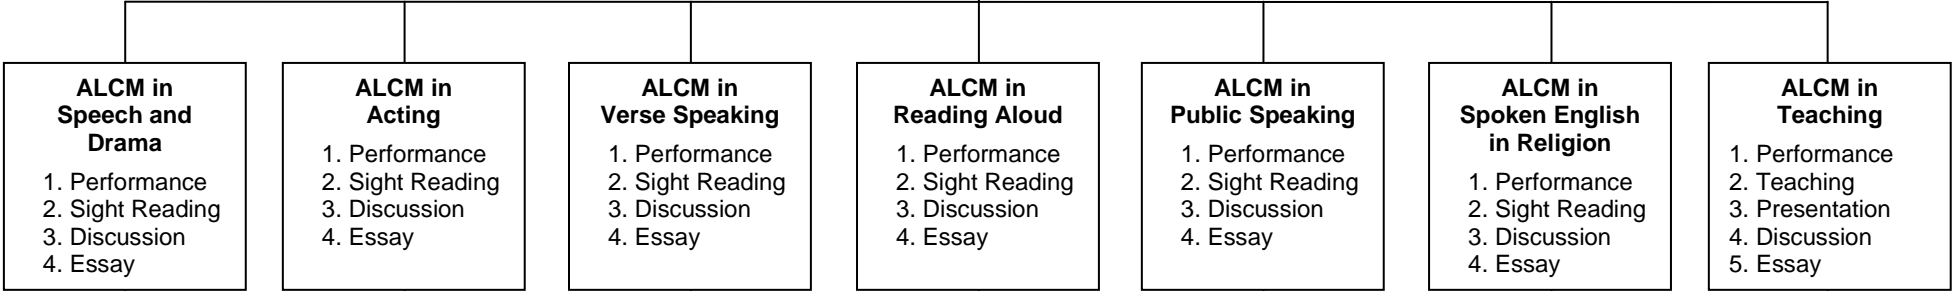 ALCM in
Speech and
Drama
1. Performance
2. Sight Reading
3. Discussion
4. Essay
ALCM in
Acting
1. Performance
2. Sight Reading
3. Discussion
4. Essay
ALCM in
Verse Speaking
1. Performance
2. Sight Reading
3. Discussion
4. Essay
ALCM in
Reading Aloud
1. Performance
2. Sight Reading
3. Discussion
4. Essay
ALCM in
Public Speaking
1. Performance
2. Sight Reading
3. Discussion
4. Essay
ALCM in
Spoken English
in Religion
1. Performance
2. Sight Reading
3. Discussion
4. Essay
ALCM in
Teaching
1. Performance
2. Teaching
3. Presentation
4. Discussion
5. Essay